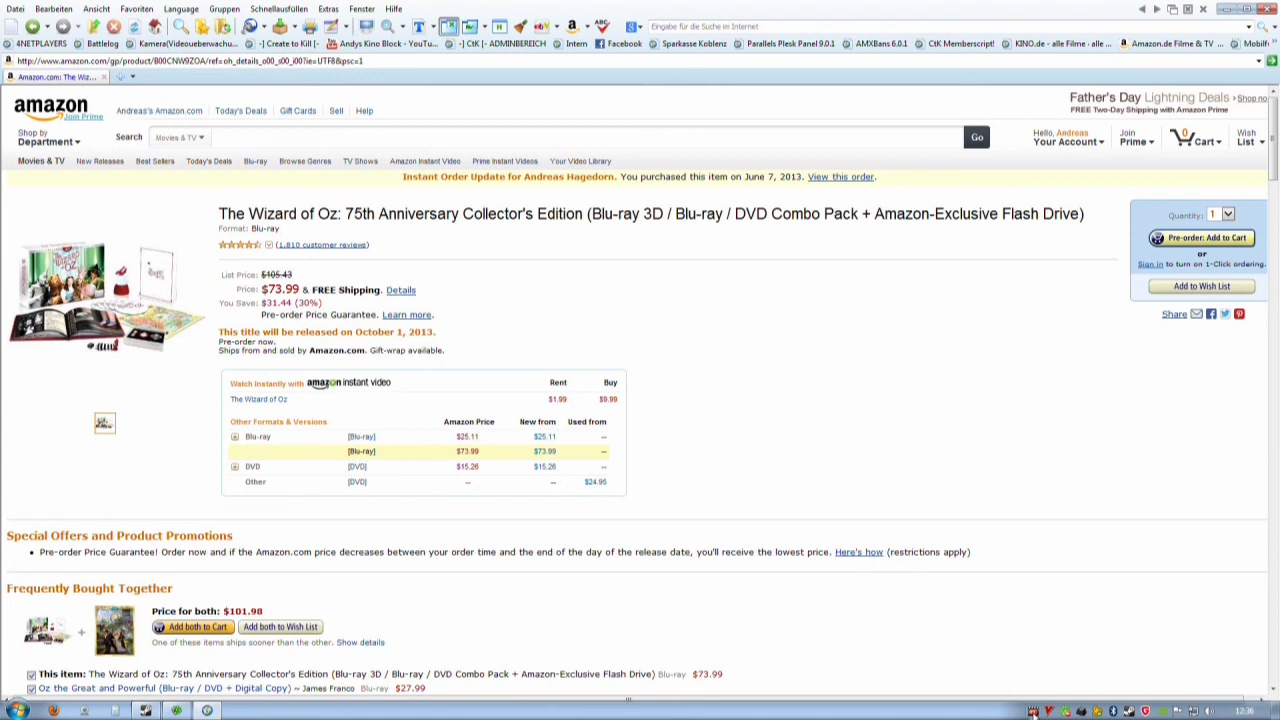 Datei Bearbeiten Ansicht Favoriten Language Gruppen Schnellausfüllen Extras Fenster Hilfe
Eingabe für die Suche im Internet
4NETPLAYERS Battlelog Kamera(Videoueberwachu... -] Create to Kill [- Andys Kino Block - YouTu... -] CtK [- ADMINBEREICH Intern Facebook Sparkasse Koblenz Parallels Plesk Panel 9.0.1 AMXBans 6.0.1 CtK Memberscript! KINO.de - alle Filme · alle ... Amazon.de Filme & TV ...
http://www.amazon.com/gp/product/B00CNW9ZOA/ref=oh_details_o00_s00_i00?ie=UTF8&psc=1
Amazon.com: The Wiz...
amazon Join Prime
Andreas's Amazon.com Today's Deals Gift Cards Sell Help
Father's Day Lightning Deals › Shop no
FREE Two-Day Shipping with Amazon Prime
Shop by Department
Search Movies & TV Go
Hello, Andreas Your Account
Join Prime
0 Cart
Wish List
Movies & TV New Releases Best Sellers Today's Deals Blu-ray Browse Genres TV Shows Amazon Instant Video Prime Instant Videos Your Video Library
Instant Order Update for Andreas Hagedorn. You purchased this item on June 7, 2013. View this order.
The Wizard of Oz: 75th Anniversary Collector's Edition (Blu-ray 3D / Blu-ray / DVD Combo Pack + Amazon-Exclusive Flash Drive)
Format: Blu-ray
(1,810 customer reviews)
List Price: $105.43
Price: $73.99 & FREE Shipping. Details
You Save: $31.44 (30%)
Pre-order Price Guarantee. Learn more.
This title will be released on October 1, 2013.
Pre-order now.
Ships from and sold by Amazon.com. Gift-wrap available.
Quantity: 1
Pre-order: Add to Cart
or
Sign in to turn on 1-Click ordering.
Add to Wish List
Share
Watch Instantly with amazon instant video Rent Buy
The Wizard of Oz $1.99 $9.99
Other Formats & Versions Amazon Price New from Used from
Blu-ray [Blu-ray] $25.11 $25.11 --
[Blu-ray] $73.99 $73.99 --
DVD [DVD] $15.26 $15.26 --
Other [DVD] -- -- $24.95
Special Offers and Product Promotions
• Pre-order Price Guarantee! Order now and if the Amazon.com price decreases between your order time and the end of the day of the release date, you'll receive the lowest price. Here's how (restrictions apply)
Frequently Bought Together
Price for both: $101.98
Add both to Cart Add both to Wish List
One of these items ships sooner than the other. Show details
This item: The Wizard of Oz: 75th Anniversary Collector's Edition (Blu-ray 3D / Blu-ray / DVD Combo Pack + Amazon-Exclusive Flash Drive) Blu-ray $73.99
Oz the Great and Powerful (Blu-ray / DVD + Digital Copy) ~ James Franco Blu-ray $27.99
12:36